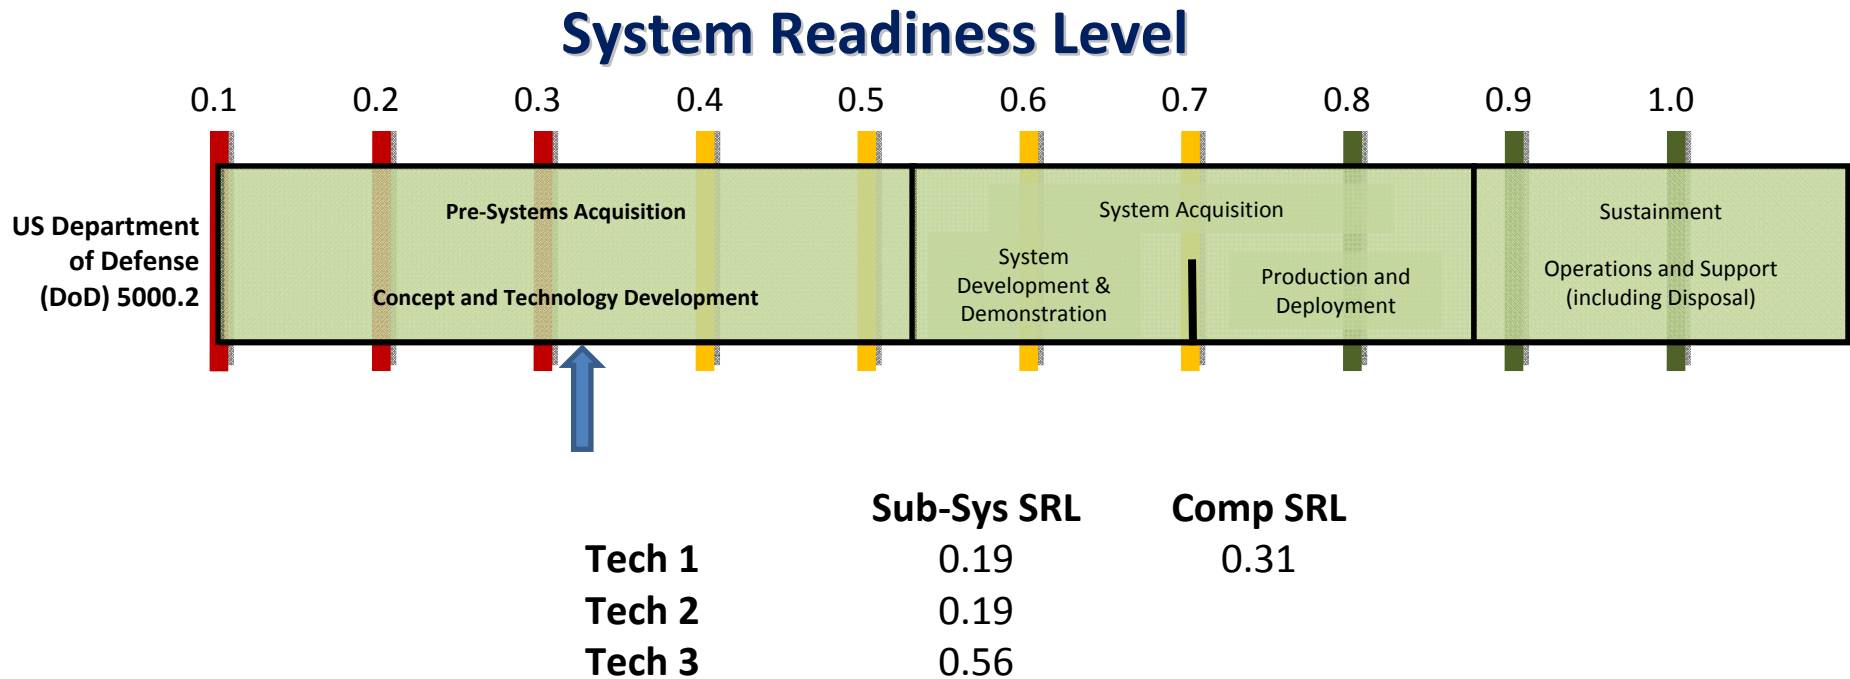 System Readiness Level
0.1 0.2 0.3 0.4 0.5 0.6 0.7 0.8 0.9 1.0
US Department
of Defense
(DoD) 5000.2
Pre-Systems Acquisition
Concept and Technology Development
System Acquisition
System
Development &
Demonstration
Production and
Deployment
Sustainment
Operations and Support
(including Disposal)
Sub-Sys SRL Comp SRL
Tech 1 0.19 0.31
Tech 2 0.19
Tech 3 0.56